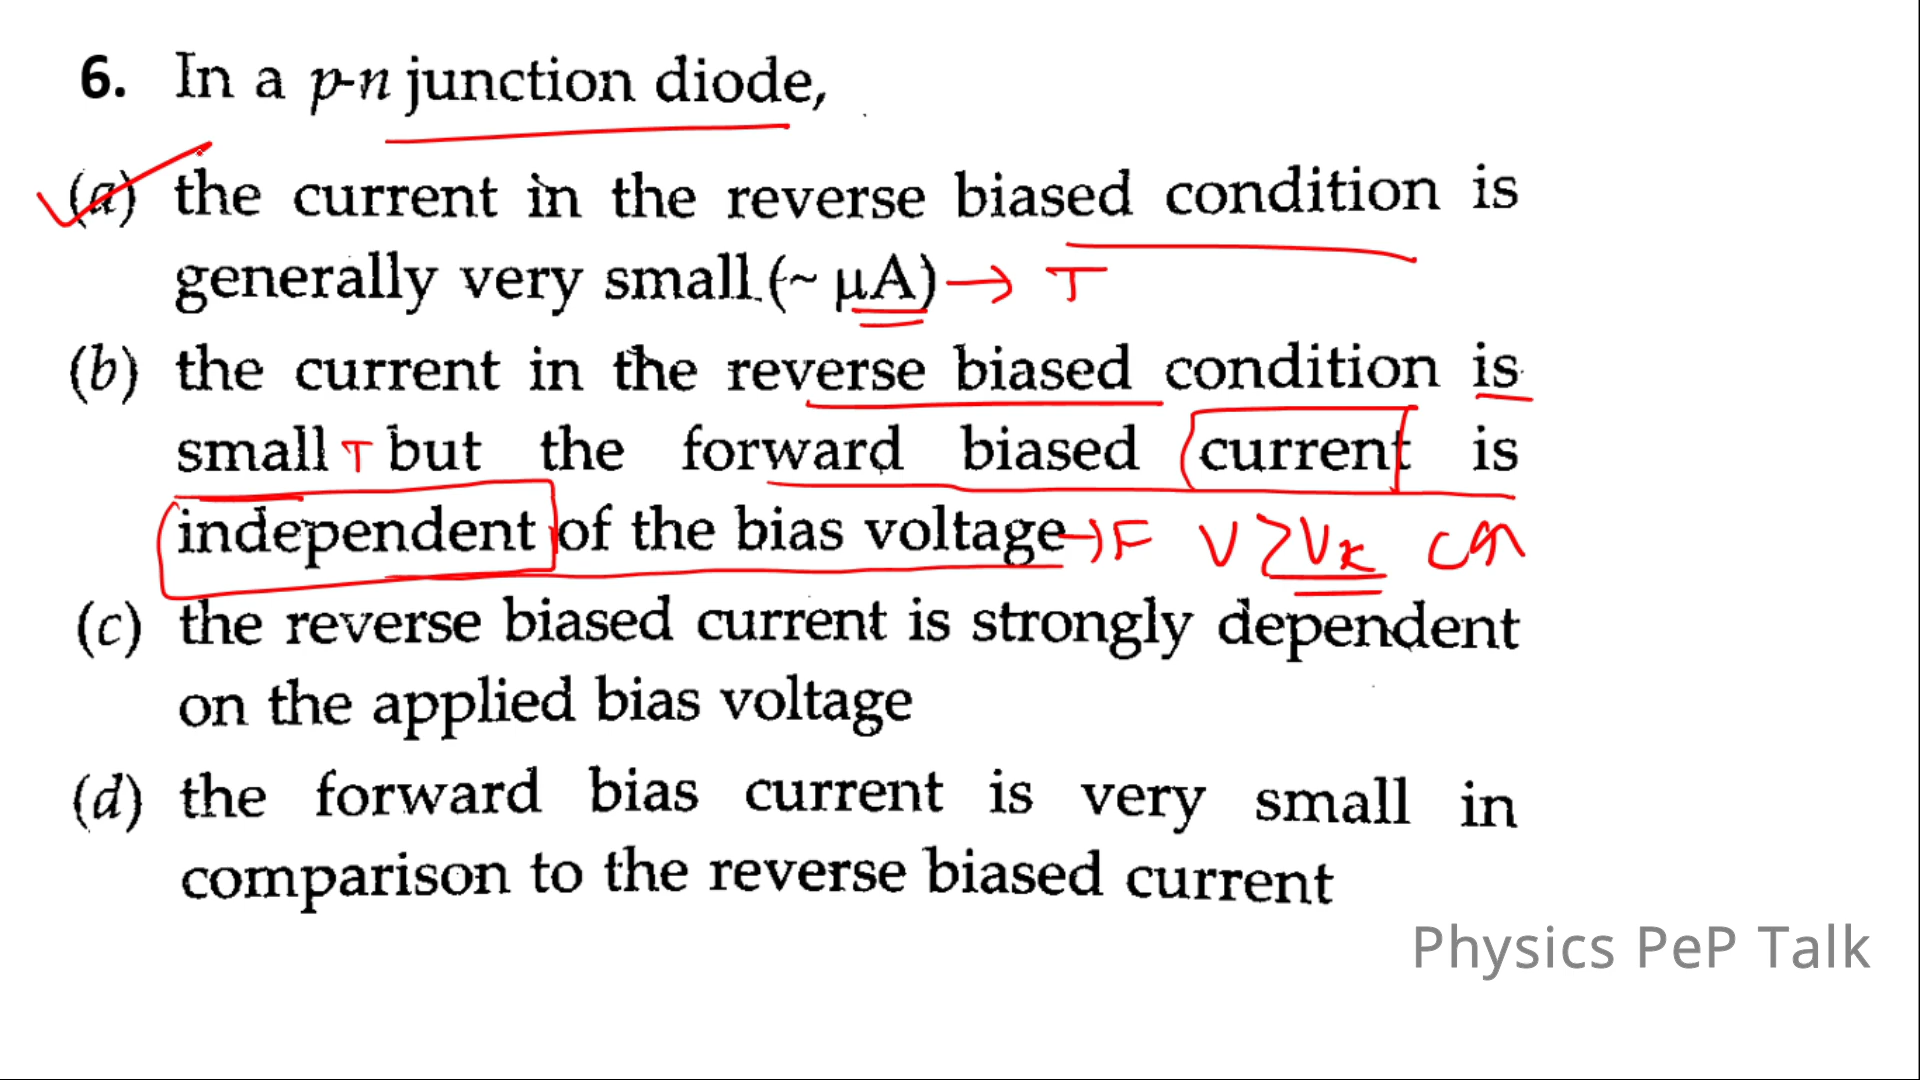 6. In a p-n junction diode,
(a) the current in the reverse biased condition is
generally very small (~ μA) → T
(b) the current in the reverse biased condition is
small T but the forward biased current is
independent of the bias voltage → F V > Vk
(c) the reverse biased current is strongly dependent
on the applied bias voltage
(d) the forward bias current is very small in
comparison to the reverse biased current
Physics PeP Talk